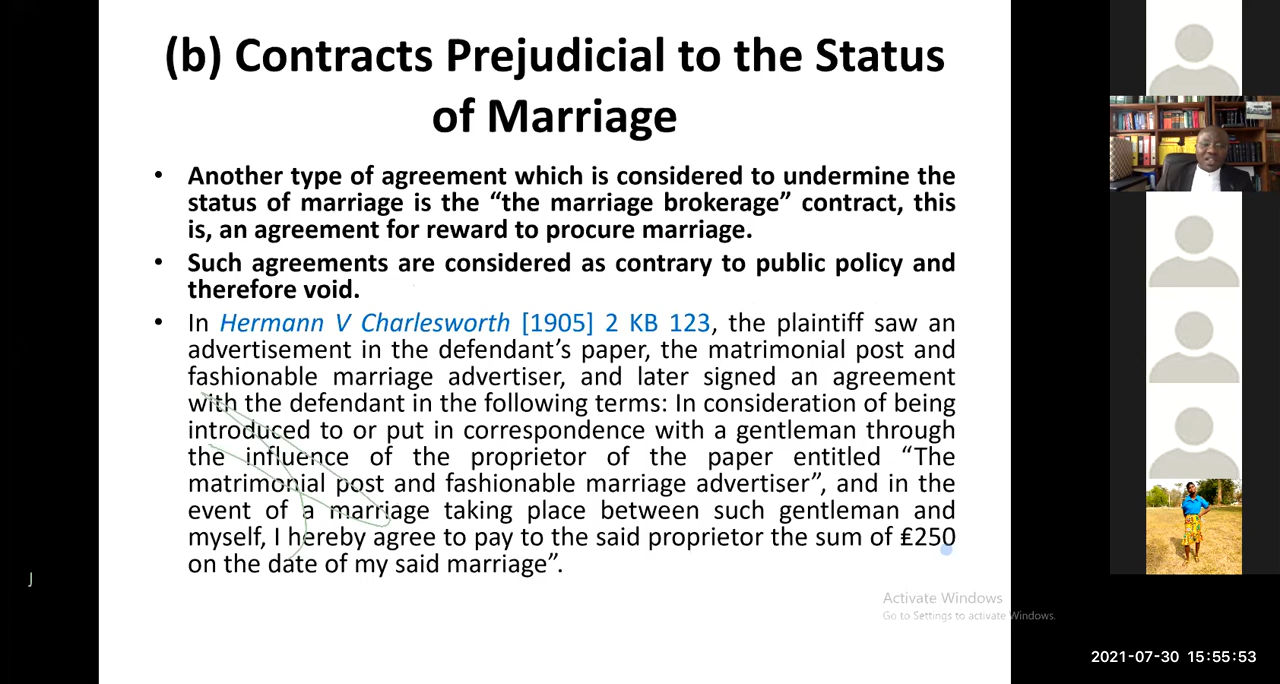 (b) Contracts Prejudicial to the Status
of Marriage
• Another type of agreement which is considered to undermine the
status of marriage is the “the marriage brokerage” contract, this
is, an agreement for reward to procure marriage.
• Such agreements are considered as contrary to public policy and
therefore void.
• In Hermann V Charlesworth [1905] 2 KB 123, the plaintiff saw an
advertisement in the defendant’s paper, the matrimonial post and
fashionable marriage advertiser, and later signed an agreement
with the defendant in the following terms: In consideration of being
introduced to or put in correspondence with a gentleman through
the influence of the proprietor of the paper entitled “The
matrimonial post and fashionable marriage advertiser”, and in the
event of a marriage taking place between such gentleman and
myself, I hereby agree to pay to the said proprietor the sum of ₤250
on the date of my said marriage”.
J
Activate Windows
Go to Settings to activate Windows.
2021-07-30 15:55:53